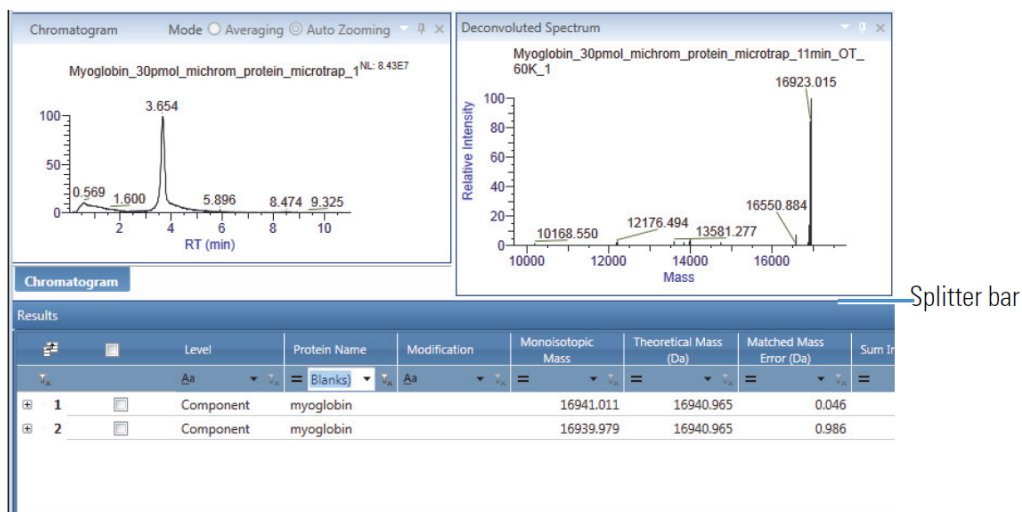 Chromatogram
Mode Averaging Auto Zooming
Myoglobin_30pmol_michrom_protein_microtrap_1 NL: 8.43E7
3.654
100
50
0.569
1.600
5.896
8.474
9.325
0
2
4
6
8
10
RT (min)
Deconvoluted Spectrum
Myoglobin_30pmol_michrom_protein_microtrap_11min_OT_
60K_1
16923.015
100
80
60
40
20
0
Relative Intensity
16550.884
12176.494
13581.277
10168.550
10000
12000
14000
16000
Mass
Chromatogram
Splitter bar
Results
Level
Protein Name
Modification
Monoisotopic
Mass
Theoretical Mass
(Da)
Matched Mass
Error (Da)
Sum In
Aa
= Blanks)
Aa
=
=
=
=
1 Component myoglobin 16941.011 16940.965 0.046
2 Component myoglobin 16939.979 16940.965 0.986